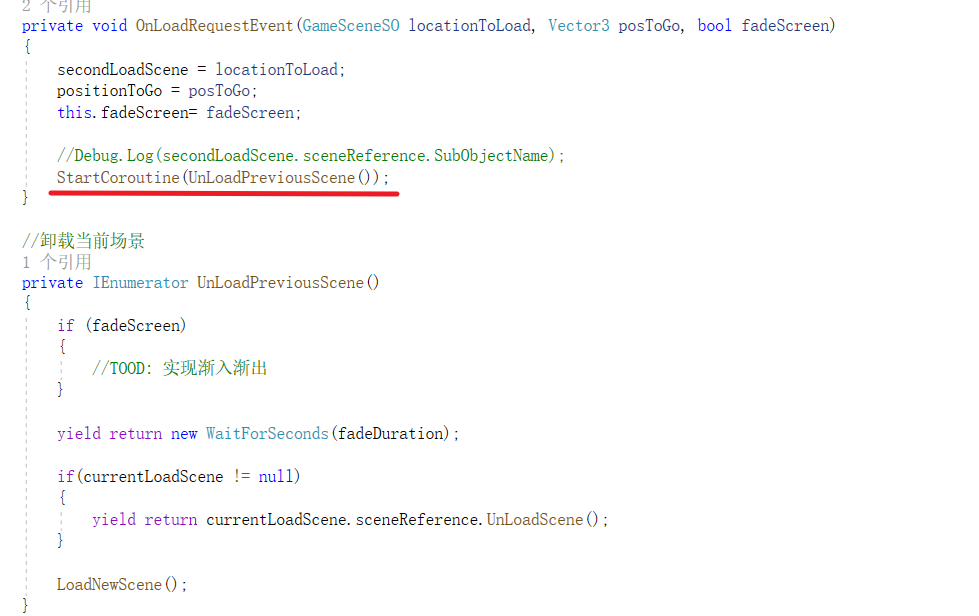 2 个引用
private void OnLoadRequestEvent(GameSceneSO locationToLoad, Vector3 posToGo, bool fadeScreen)
{
secondLoadScene = locationToLoad;
positionToGo = posToGo;
this.fadeScreen= fadeScreen;
//Debug.Log(secondLoadScene.sceneReference.SubObjectName);
StartCoroutine(UnLoadPreviousScene());
}
//卸载当前场景
1 个引用
private IEnumerator UnLoadPreviousScene()
{
if (fadeScreen)
{
//TOOD: 实现渐入渐出
}
yield return new WaitForSeconds(fadeDuration);
if(currentLoadScene != null)
{
yield return currentLoadScene.sceneReference.UnLoadScene();
}
LoadNewScene();
}